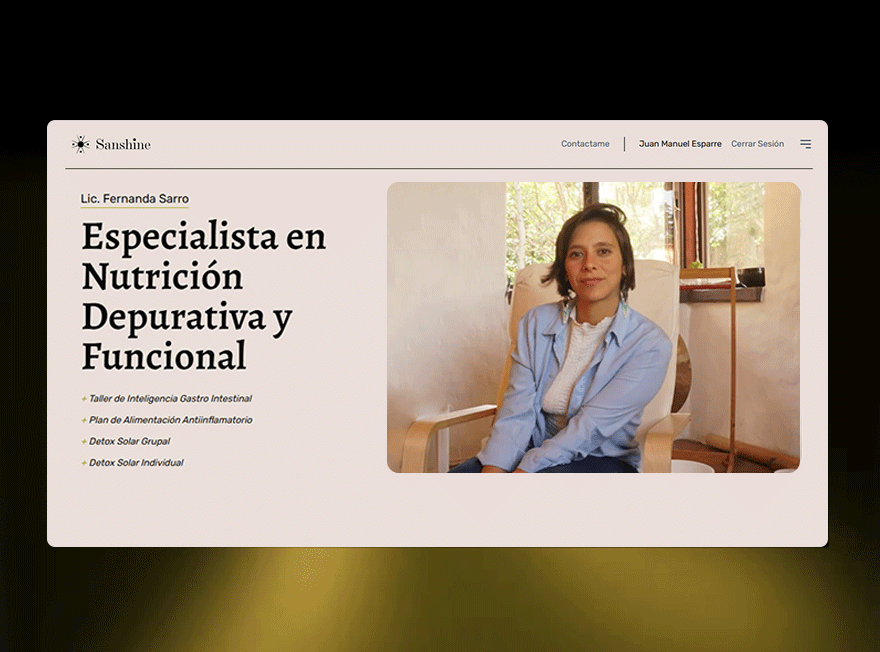 Sanshine
Contactame
Juan Manuel Esparre
Cerrar Sesión
Lic. Fernanda Sarro
Especialista en
Nutrición
Depurativa y
Funcional
+ Taller de Inteligencia Gastro Intestinal
+ Plan de Alimentación Antiinflamatorio
+ Detox Solar Grupal
+ Detox Solar Individual